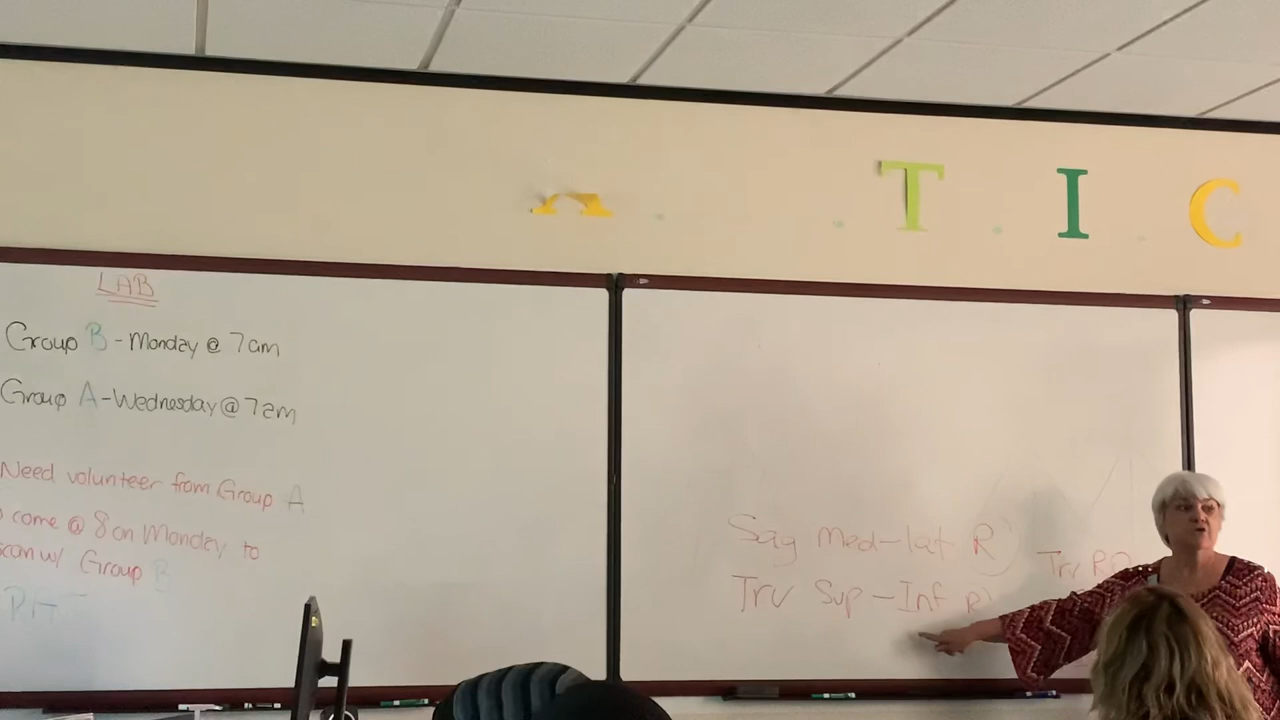 T I C
LAB
Group B - Monday @ 7am
Group A - Wednesday @ 7am
Need volunteer from Group A
come @ 8 on Monday to
scan w/ Group B
Sag Med-Lat R)
Trv Sup-Inf R)
Trv